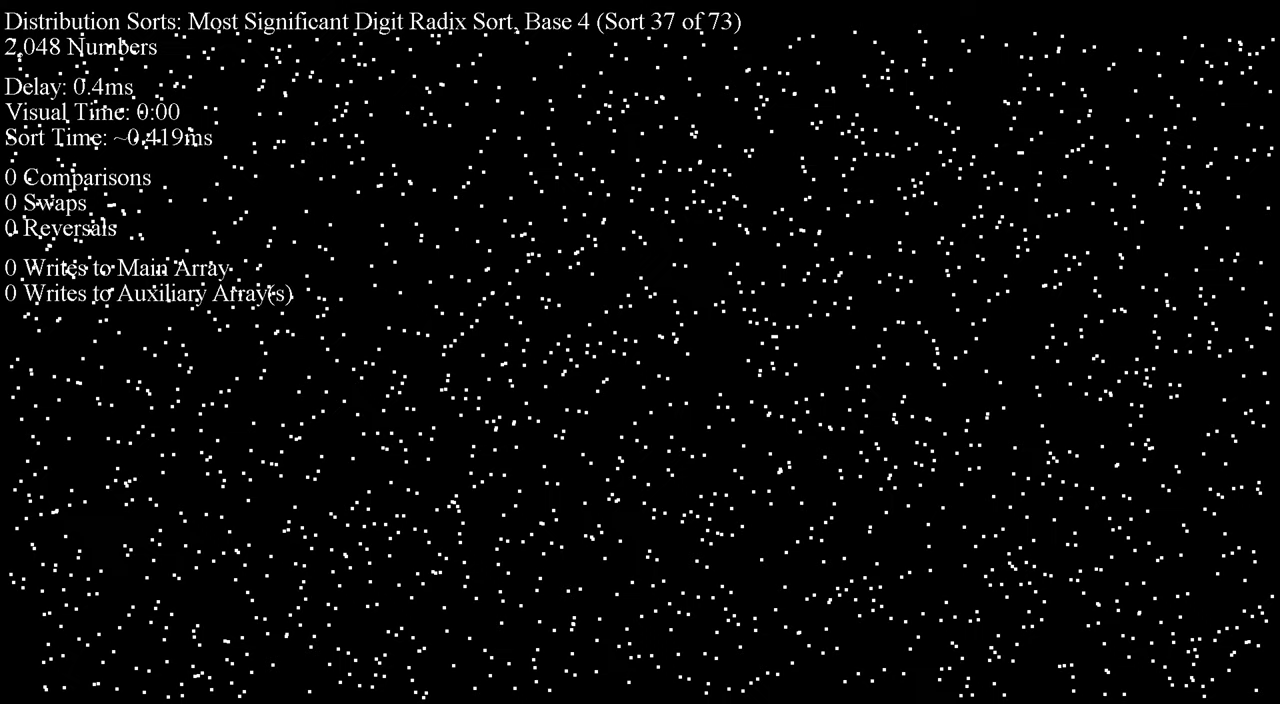 Distribution Sorts: Most Significant Digit Radix Sort, Base 4 (Sort 37 of 73)
2,048 Numbers
Delay: 0.4ms
Visual Time: 0:00
Sort Time: ~0.419ms
0 Comparisons
0 Swaps
0 Reversals
0 Writes to Main Array
0 Writes to Auxiliary Array(s)